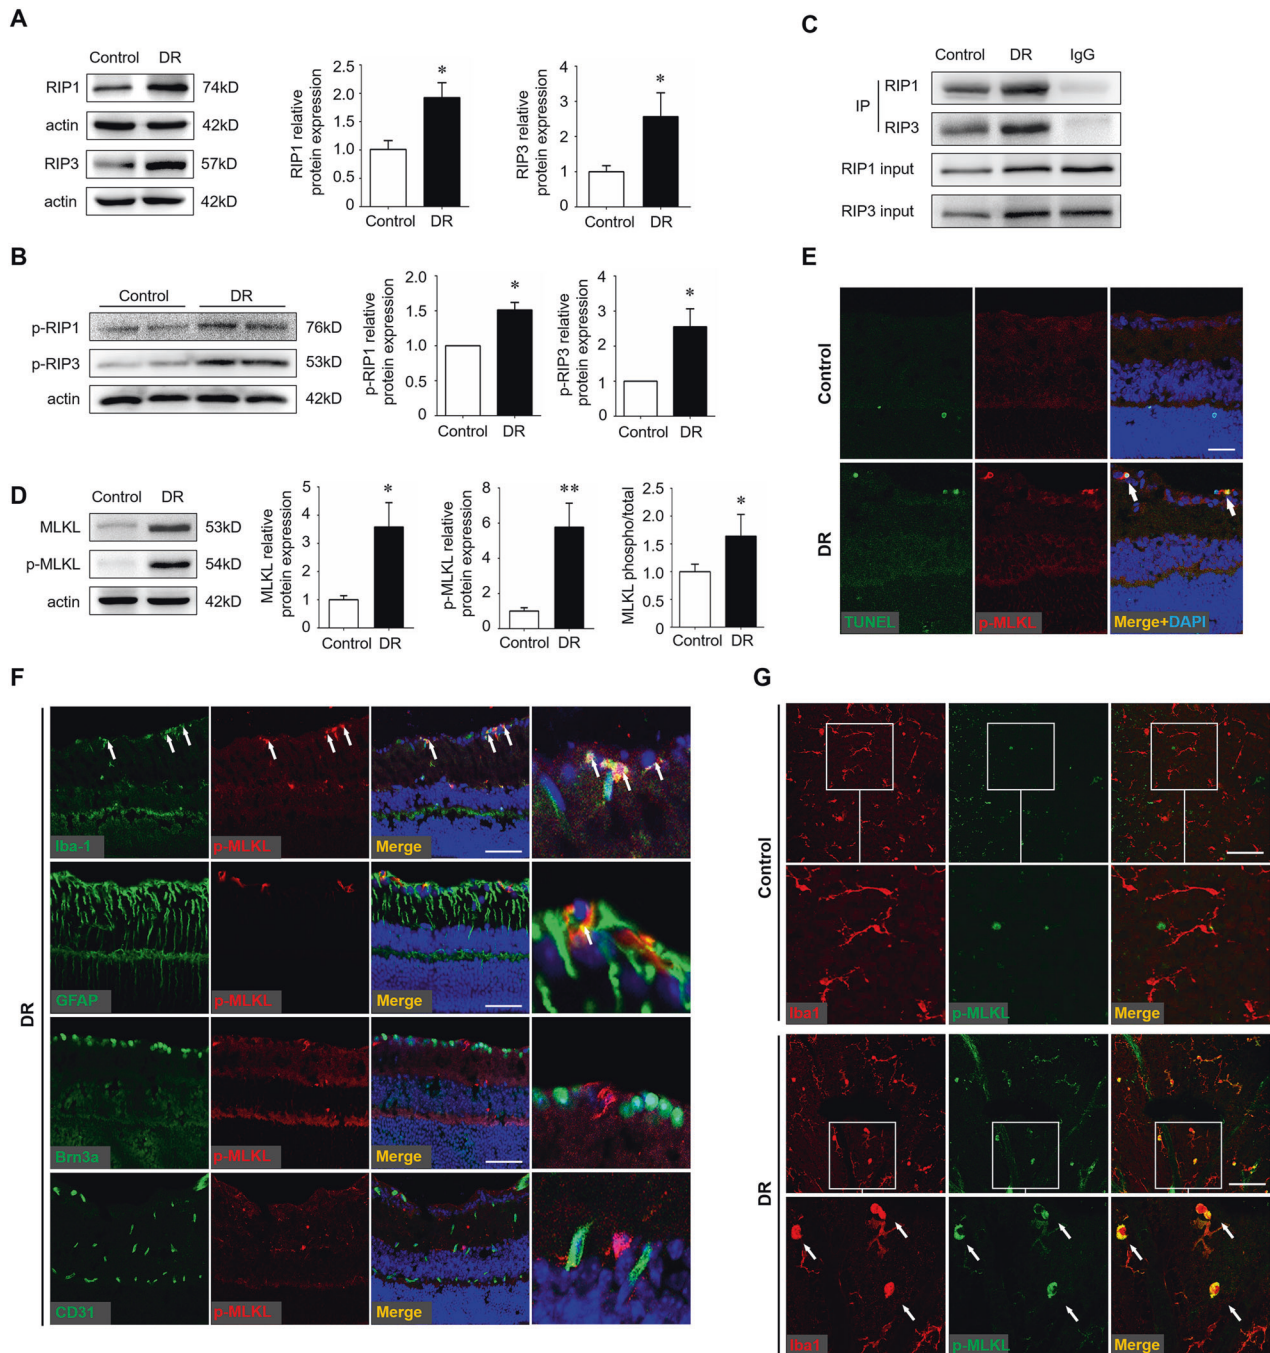 A
Control DR
RIP1 74kD
actin 42kD
RIP3 57kD
actin 42kD
RIP1 relative
protein expression
2.5
2.0
1.5
1.0
0.5
0.0
*
Control DR
RIP3 relative
protein expression
4
3
2
1
0
*
Control DR
C
Control DR IgG
IP
RIP1
RIP3
RIP1 input
RIP3 input
B
Control DR
p-RIP1 76kD
p-RIP3 53kD
actin 42kD
p-RIP1 relative
protein expression
2.0
1.5
1.0
0.5
0.0
*
Control DR
p-RIP3 relative
protein expression
4
3
2
1
0
*
Control DR
D
Control DR
MLKL 53kD
p-MLKL 54kD
actin 42kD
MLKL relative
protein expression
5
4
3
2
1
0
*
Control DR
p-MLKL relative
protein expression
8
6
4
2
0
**
Control DR
MLKL phospho/total
2.5
2.0
1.5
1.0
0.5
0.0
*
Control DR
E
Control
DR
TUNEL p-MLKL Merge+DAPI
F
DR
Iba-1 p-MLKL Merge
GFAP p-MLKL Merge
Brn3a p-MLKL Merge
CD31 p-MLKL Merge
G
Control
Iba1 p-MLKL Merge
DR
Iba1 p-MLKL Merge